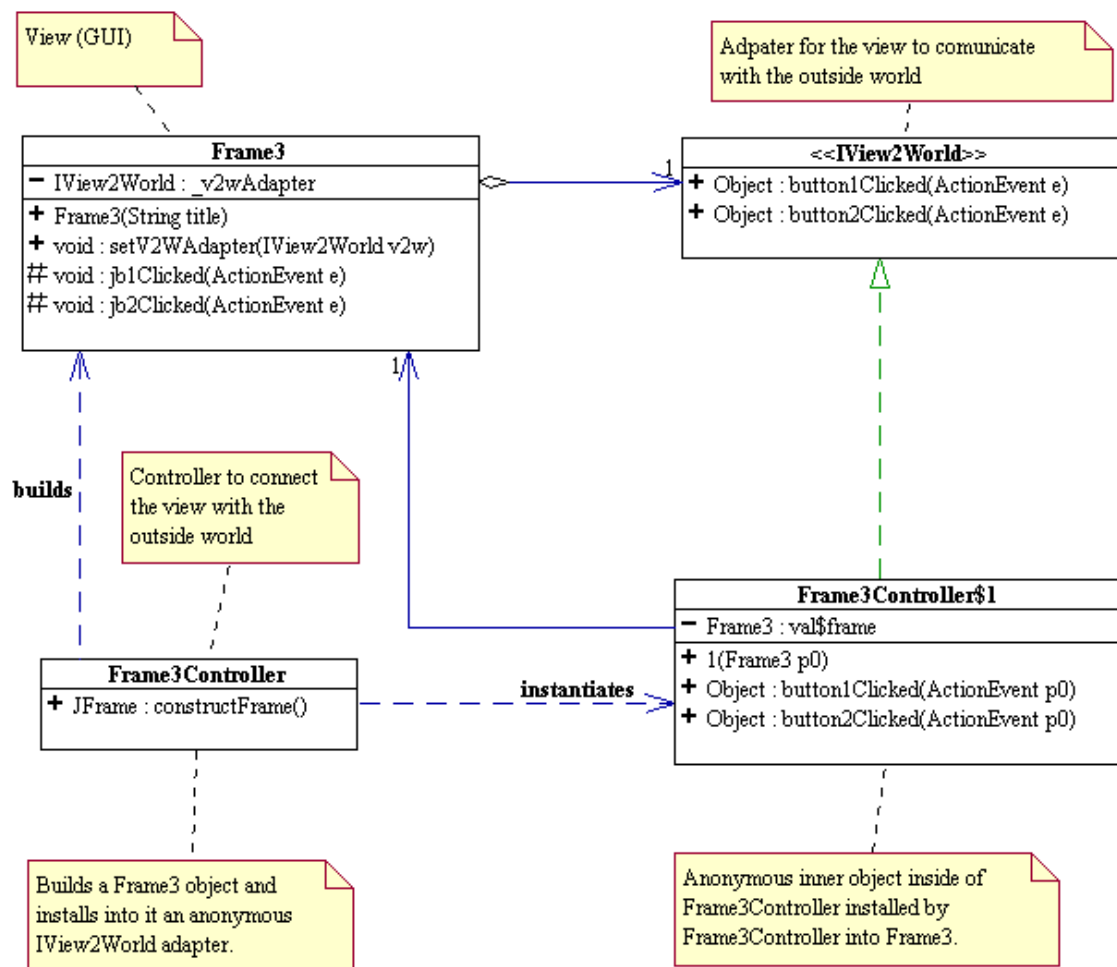 View (GUI)
Adpater for the view to comunicate
with the outside world
Frame3
− IView2World : _v2wAdapter
+ Frame3(String title)
+ void : setV2WAdapter(IView2World v2w)
# void : jb1Clicked(ActionEvent e)
# void : jb2Clicked(ActionEvent e)
1
<<IView2World>>
+ Object : button1Clicked(ActionEvent e)
+ Object : button2Clicked(ActionEvent e)
1
builds
Controller to connect
the view with the
outside world
Frame3Controller
+ JFrame : constructFrame()
instantiates
Frame3Controller$1
− Frame3 : val$frame
+ 1(Frame3 p0)
+ Object : button1Clicked(ActionEvent p0)
+ Object : button2Clicked(ActionEvent p0)
Builds a Frame3 object and
installs into it an anonymous
IView2World adapter.
Anonymous inner object inside of
Frame3Controller installed by
Frame3Controller into Frame3.